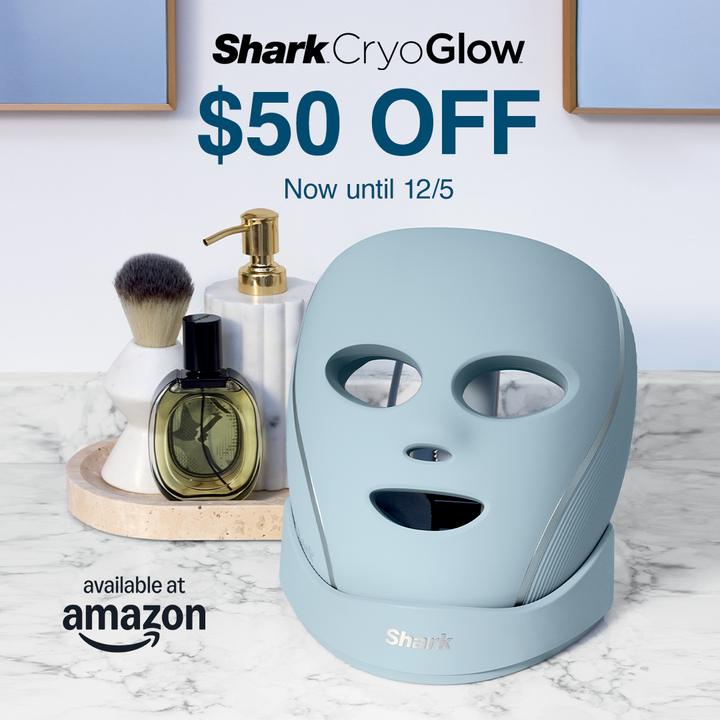 Shark CryoGlow
$50 OFF
Now until 12/5
available at
amazon
Shark